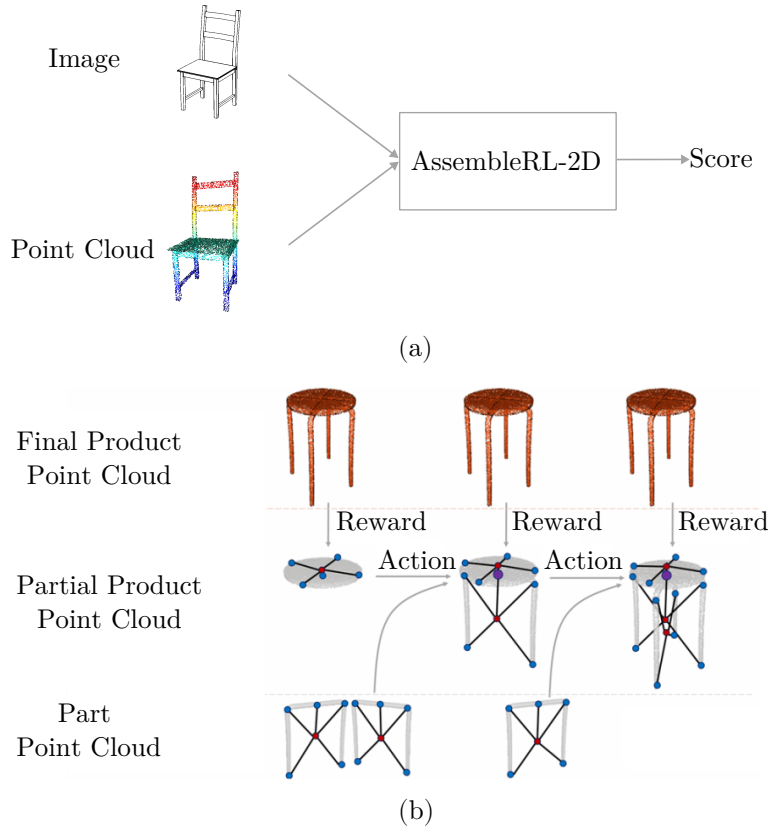 Image
AssembleRL-2D
Score
Point Cloud
(a)
Final Product
Point Cloud
Reward
Reward
Reward
Action
Action
Partial Product
Point Cloud
Part
Point Cloud
(b)